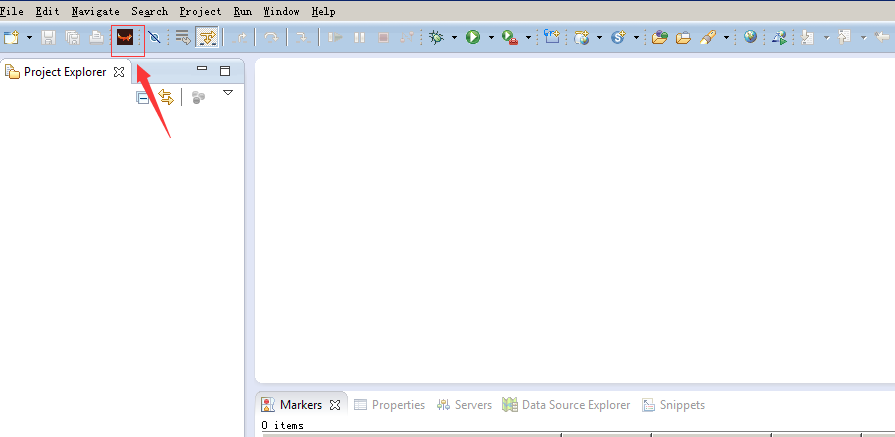 File Edit Navigate Search Project Run Window Help
Project Explorer
Markers Properties Servers Data Source Explorer Snippets
0 items